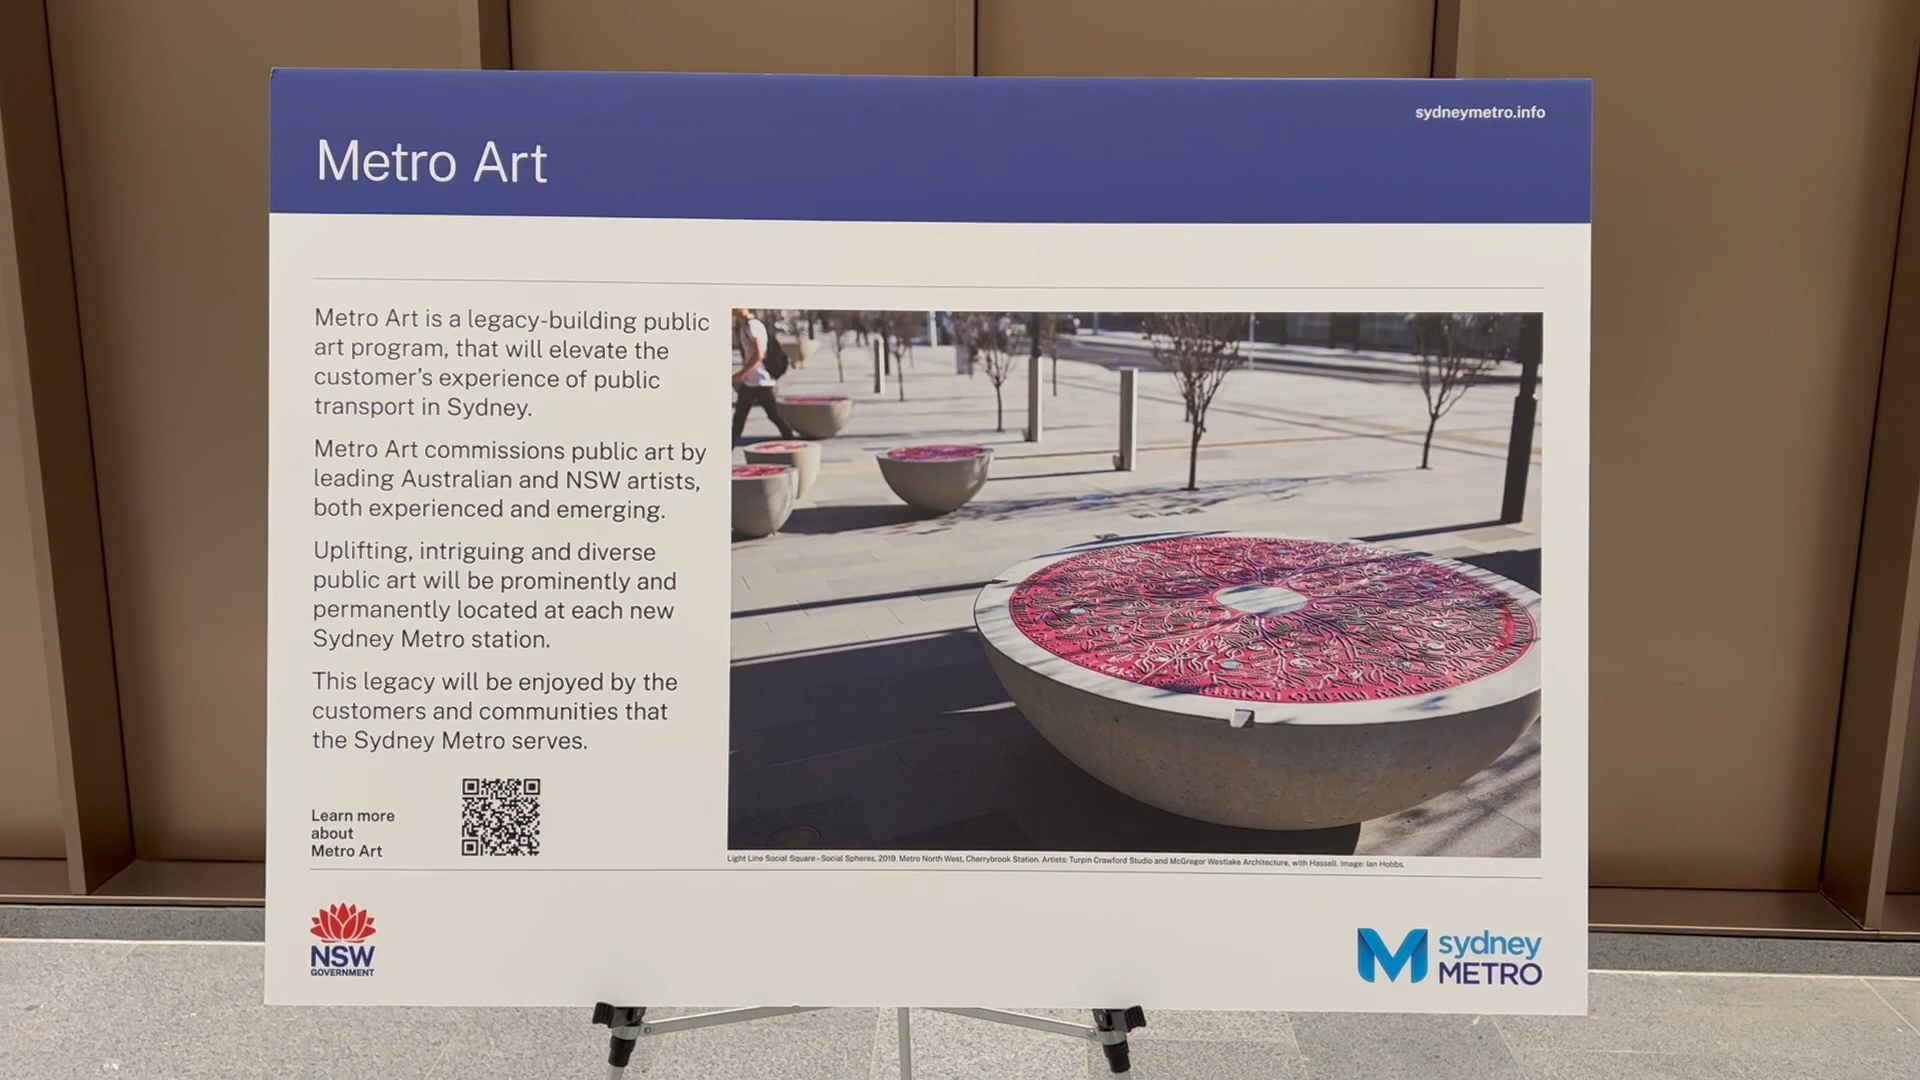 sydneymetro.info
Metro Art
Metro Art is a legacy-building public
art program, that will elevate the
customer's experience of public
transport in Sydney.
Metro Art commissions public art by
leading Australian and NSW artists,
both experienced and emerging.
Uplifting, intriguing and diverse
public art will be prominently and
permanently located at each new
Sydney Metro station.
This legacy will be enjoyed by the
customers and communities that
the Sydney Metro serves.
Learn more
about
Metro Art
Light Line Social Square - Social Spheres, 2019. Metro North West, Cherrybrook Station. Artists: Turpin Crawford Studio and McGregor Westlake Architecture, with Hassell. Image: Ian Hobbs.
NSW
GOVERNMENT
sydney
METRO